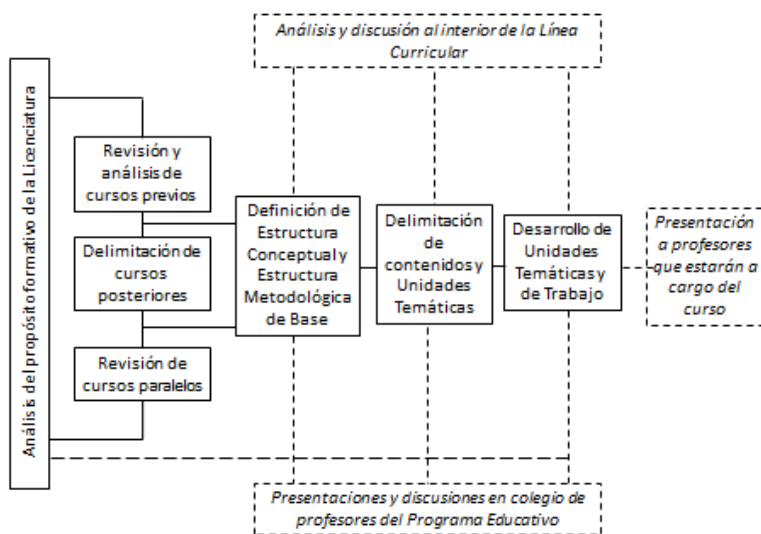 Análisis y discusión al interior de la Línea
Curricular
Análisis del propósito formativo de la Licenciatura
Revisión y
análisis de
cursos previos
Delimitación de
cursos
posteriores
Revisión de
cursos paralelos
Definición de
Estructura
Conceptual y
Estructura
Metodológica
de Base
Delimitación
de
contenidos y
Unidades
Temáticas
Desarrollo de
Unidades
Temáticas y
de Trabajo
Presentación
a profesores
que estarán a
cargo del
curso
Presentaciones y discusiones en colegio de
profesores del Programa Educativo